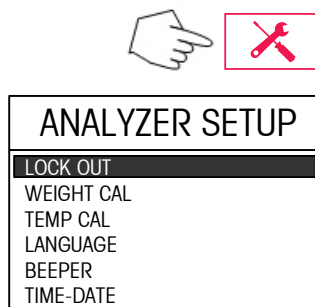 ANALYZER SETUP
LOCK OUT
WEIGHT CAL
TEMP CAL
LANGUAGE
BEEPER
TIME-DATE